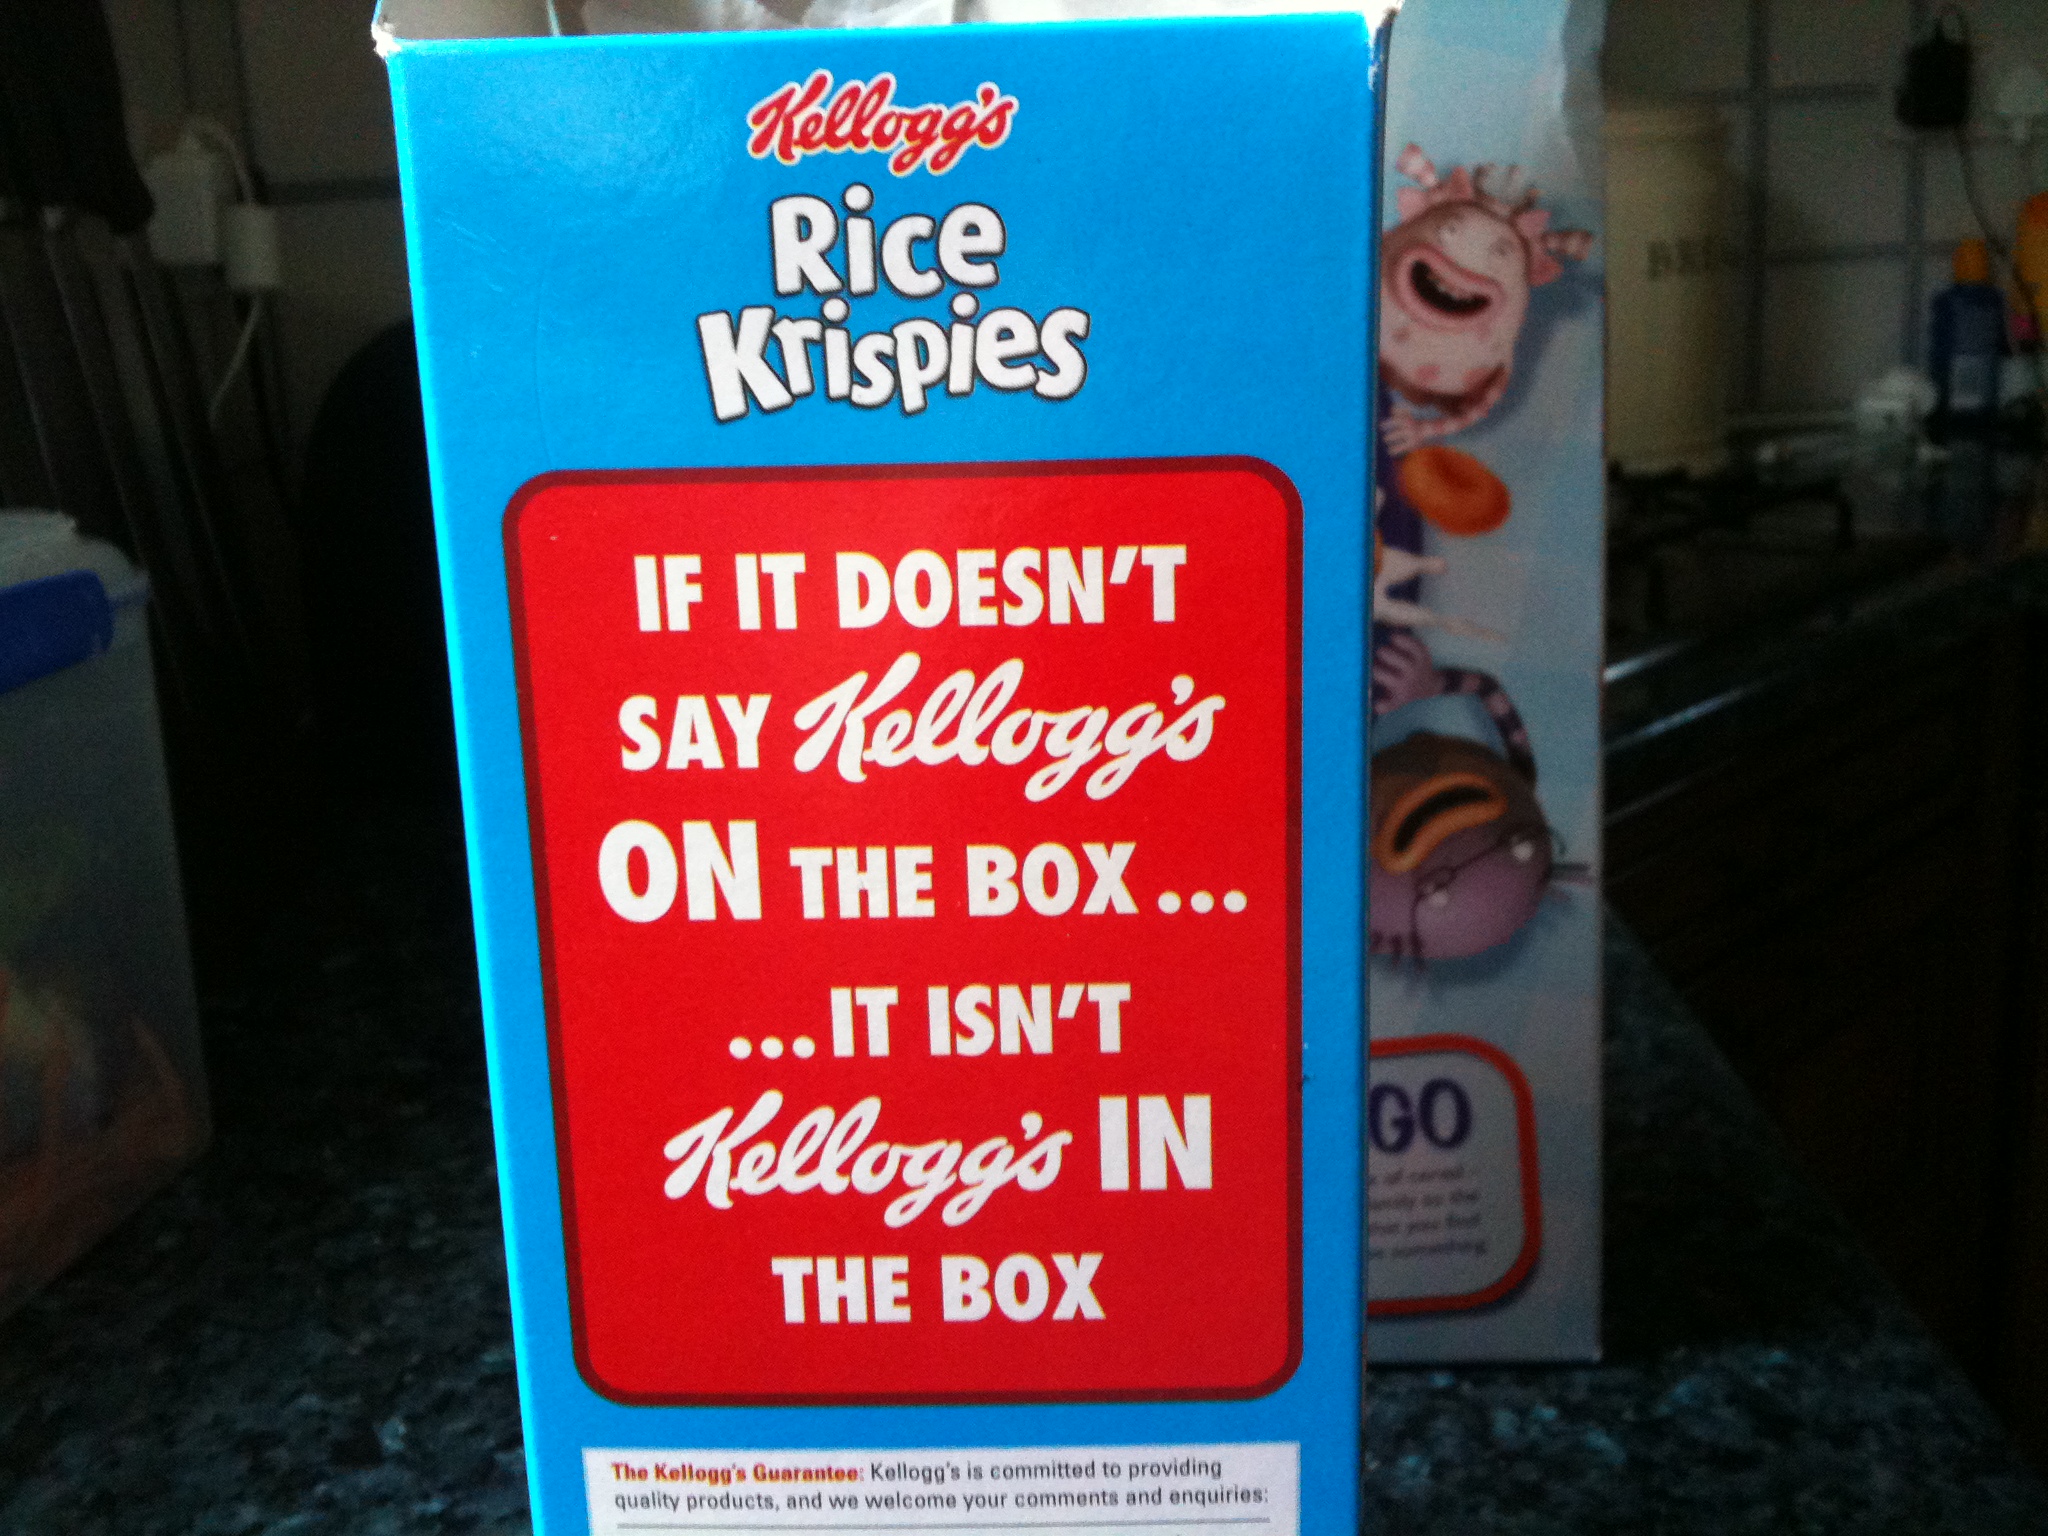 Kellogg's
Rice
Krispies
IF IT DOESN'T
SAY Kellogg's
ON THE BOX...
...IT ISN'T
Kellogg's IN
THE BOX
The Kellogg's Guarantee: Kellogg's is committed to providing
quality products, and we welcome your comments and enquiries:
GO